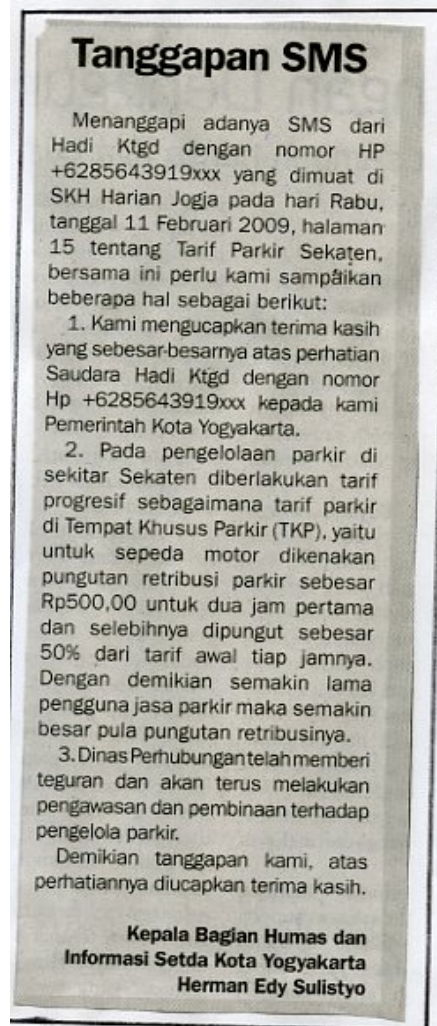 Tanggapan SMS
Menanggapi adanya SMS dari
Hadi Ktgd dengan nomor HP
+6285643919xxx yang dimuat di
SKH Harian Jogja pada hari Rabu,
tanggal 11 Februari 2009, halaman
15 tentang Tarif Parkir Sekaten,
bersama ini perlu kami sampaikan
beberapa hal sebagai berikut:
1. Kami mengucapkan terima kasih
yang sebesar-besarnya atas perhatian
Saudara Hadi Ktgd dengan nomor
Hp +6285643919xxx kepada kami
Pemerintah Kota Yogyakarta.
2. Pada pengelolaan parkir di
sekitar Sekaten diberlakukan tarif
progresif sebagaimana tarif parkir
di Tempat Khusus Parkir (TKP), yaitu
untuk sepeda motor dikenakan
pungutan retribusi parkir sebesar
Rp500,00 untuk dua jam pertama
dan selebihnya dipungut sebesar
50% dari tarif awal tiap jamnya.
Dengan demikian semakin lama
pengguna jasa parkir maka semakin
besar pula pungutan retribusinya.
3. Dinas Perhubungan telah memberi
teguran dan akan terus melakukan
pengawasan dan pembinaan terhadap
pengelola parkir.
Demikian tanggapan kami, atas
perhatiannya diucapkan terima kasih.
Kepala Bagian Humas dan
Informasi Setda Kota Yogyakarta
Herman Edy Sulistyo